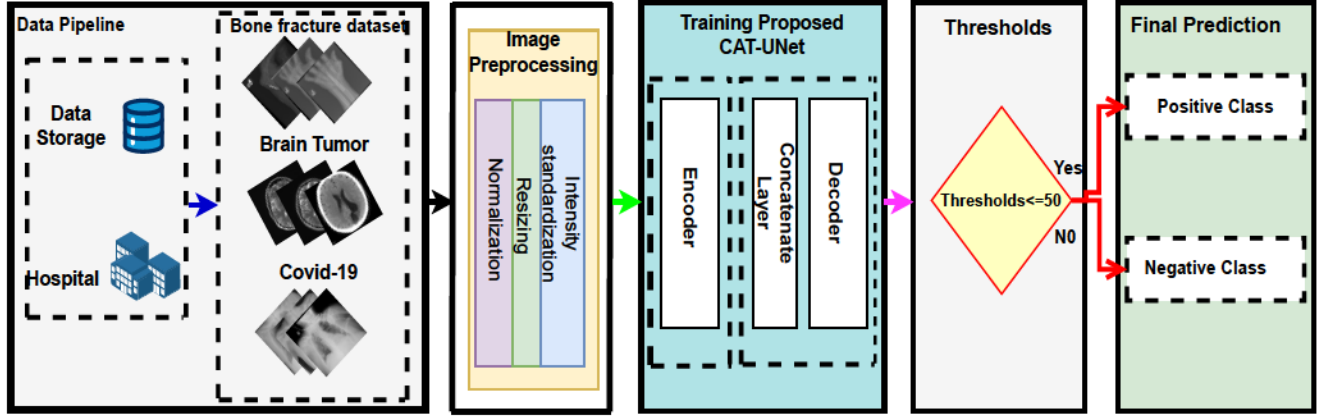 Data Pipeline
Data
Storage
Hospital
Bone fracture dataset
Brain Tumor
Covid-19
Image
Preprocessing
Normalization
Resizing
Intensity
standardization
Training Proposed
CAT-UNet
Encoder
Concatenate
Layer
Decoder
Thresholds
Thresholds<=50
Yes
N0
Final Prediction
Positive Class
Negative Class